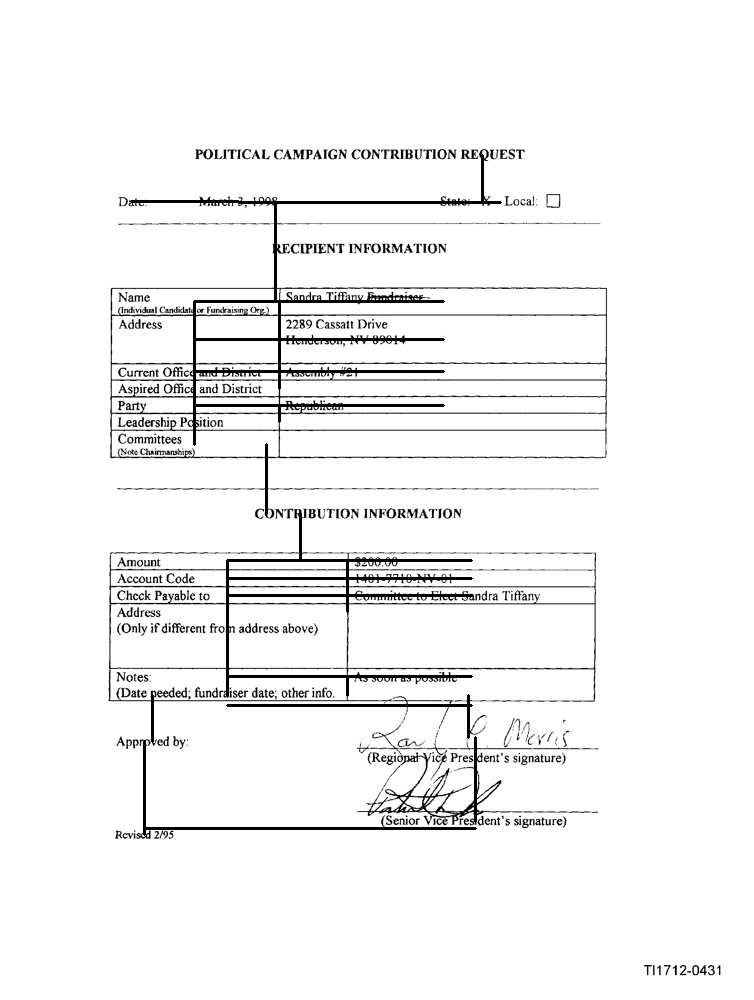 POLITICAL CAMPAIGN CONTRIBUTION REQUEST
Date: March 3, 1998 State: X Local:
RECIPIENT INFORMATION
Name Sandra Tiffany Fundraiser
(Individual Candidate or Fundraising Org.)
Address 2289 Cassatt Drive
Henderson, NV 89014
Current Office and District Assembly #21
Aspired Office and District
Party Republican
Leadership Position
Committees
(Note Chairmanships)
CONTRIBUTION INFORMATION
Amount $200.00
Account Code 1401-7710-NV-01
Check Payable to Committee to Elect Sandra Tiffany
Address
(Only if different from address above)
Notes: As soon as possible
(Date needed; fundraiser date; other info.
Approved by: Morris
(Regional Vice President's signature)
(Senior Vice President's signature)
Revised 2/95
TI1712-0431